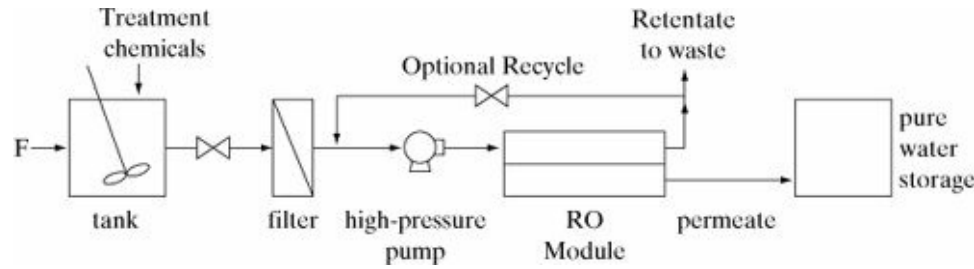 Treatment
chemicals
Retentate
to waste
Optional Recycle
F
pure
water
storage
tank
filter
high-pressure
pump
RO
Module
permeate